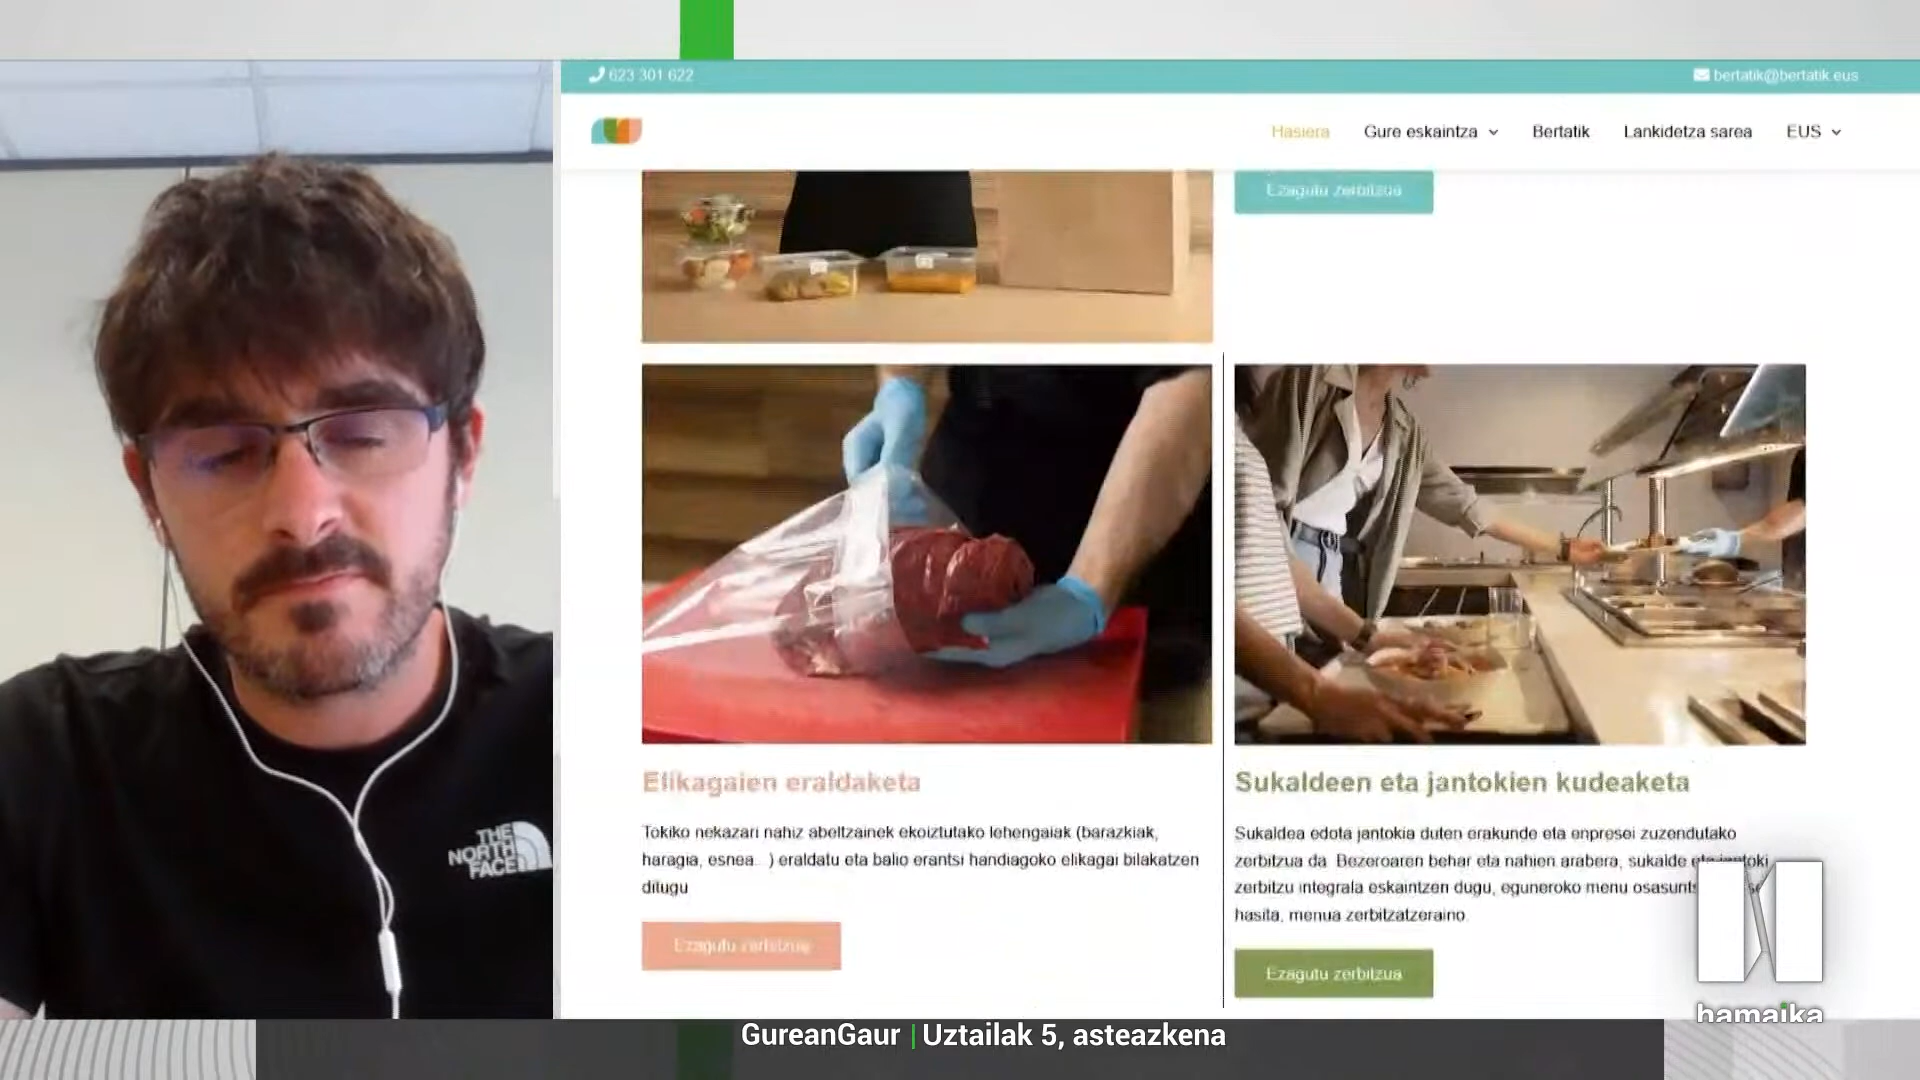 623 301 622
bertatik@bertatik.eus
Hasiera
Gure eskaintza
Bertatik
Lankidetza sarea
EUS
Ezagutu zerbitzua
Elikagaien eraldaketa
Tokiko nekazari nahiz abeltzainek ekoiztutako lehengaiak (barazkiak,
haragia, esnea...) eraldatu eta balio erantsi handiagoko elikagai bilakatzen
ditugu
Ezagutu zerbitzua
Sukaldeen eta jantokien kudeaketa
Sukaldea edota jantokia duten erakunde eta enpresei zuzendutako
zerbitzua da. Bezeroaren behar eta nahien arabera, sukalde eta jantoki
zerbitzu integrala eskaintzen dugu, eguneroko menu
hasita, menua zerbitzatzeraino
Ezagutu zerbitzua
THE
NORTH
FACE
hamaika
GureanGaur | Uztailak 5, asteazkena